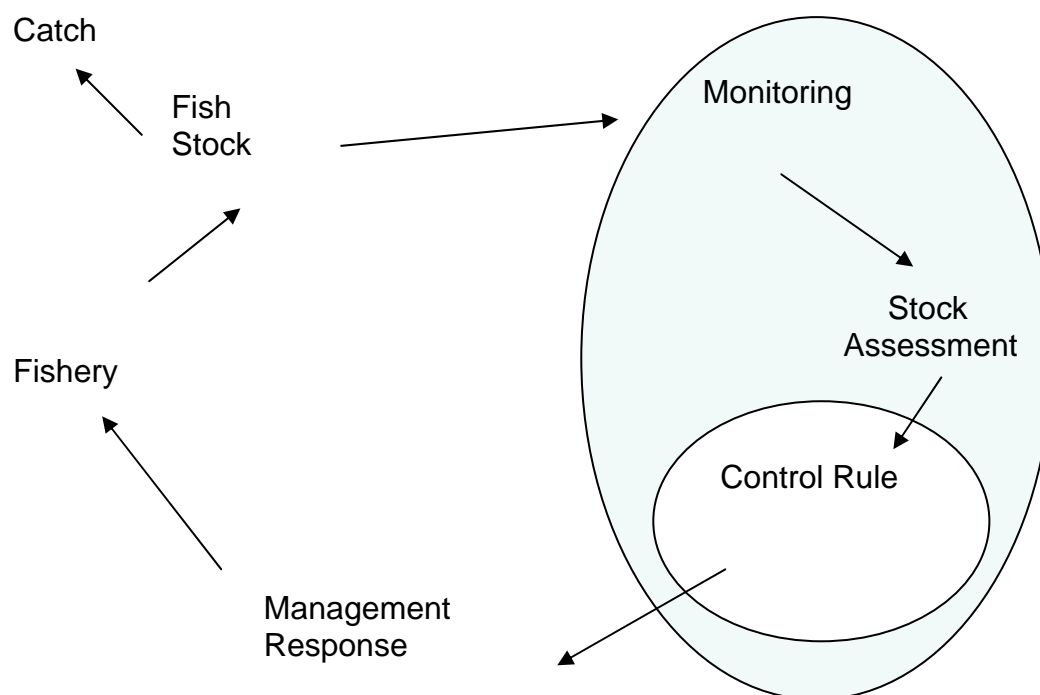 Catch
Fish
Stock
Monitoring
Stock
Assessment
Fishery
Control Rule
Management
Response